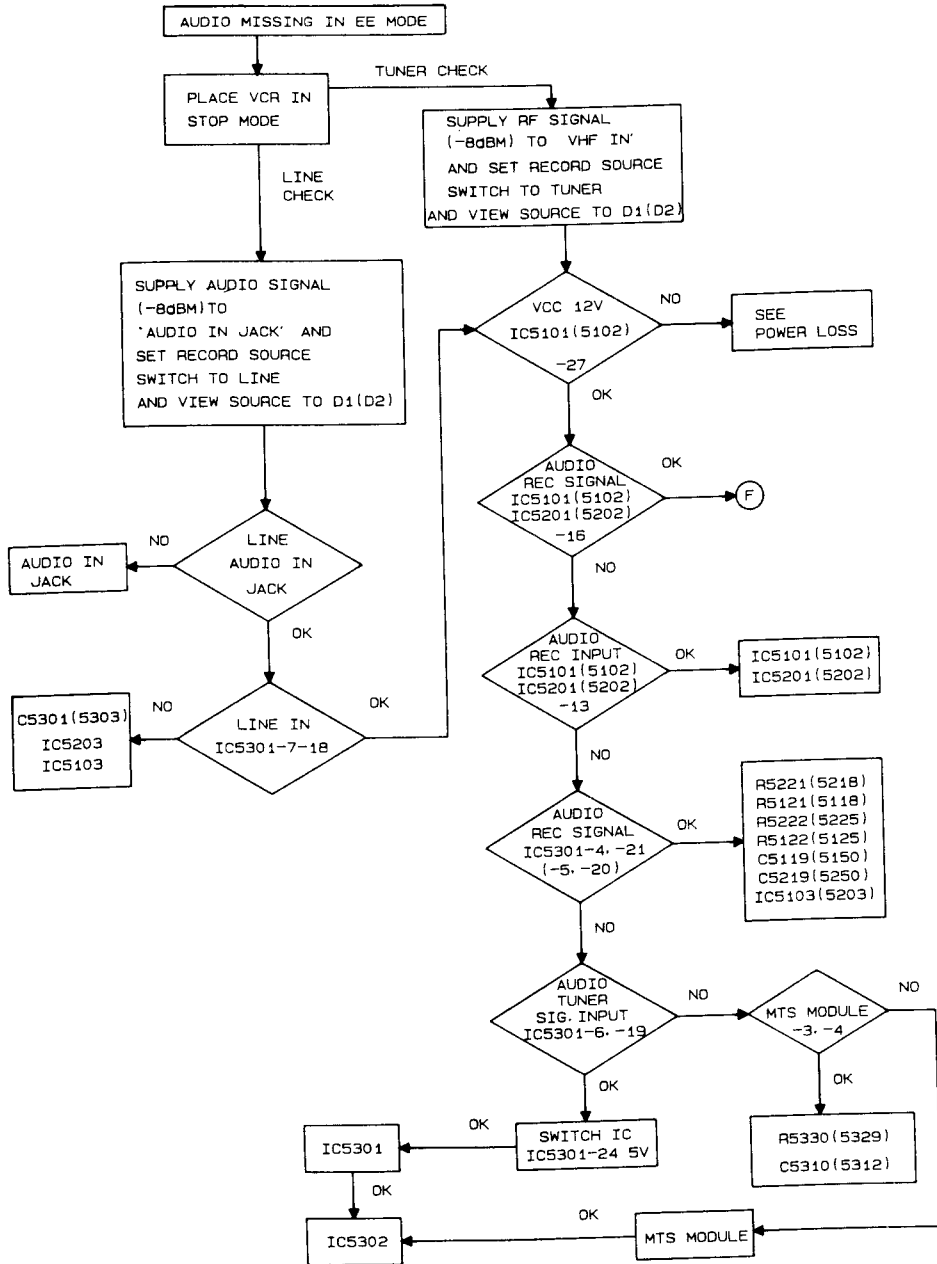 AUDIO MISSING IN EE MODE
TUNER CHECK
PLACE VCR IN
STOP MODE
SUPPLY RF SIGNAL
(-8dBM) TO 'VHF IN'
AND SET RECORD SOURCE
SWITCH TO TUNER
AND VIEW SOURCE TO D1(D2)
LINE
CHECK
SUPPLY AUDIO SIGNAL
(-8dBM)TO
'AUDIO IN JACK' AND
SET RECORD SOURCE
SWITCH TO LINE
AND VIEW SOURCE TO D1(D2)
VCC 12V
IC5101(5102)
-27
NO
SEE
POWER LOSS
OK
AUDIO
REC SIGNAL
IC5101(5102)
IC5201(5202)
-16
OK
F
NO
LINE
AUDIO IN
JACK
NO
AUDIO IN
JACK
OK
AUDIO
REC INPUT
IC5101(5102)
IC5201(5202)
-13
OK
IC5101(5102)
IC5201(5202)
NO
LINE IN
IC5301-7-18
OK
NO
C5301(5303)
IC5203
IC5103
AUDIO
REC SIGNAL
IC5301-4, -21
(-5, -20)
OK
R5221(5218)
R5121(5118)
R5222(5225)
R5122(5125)
C5119(5150)
C5219(5250)
IC5103(5203)
NO
AUDIO
TUNER
SIG. INPUT
IC5301-6, -19
NO
MTS MODULE
-3, -4
NO
OK
OK
SWITCH IC
IC5301-24 5V
OK
IC5301
R5330(5329)
C5310(5312)
OK
IC5302
OK
MTS MODULE